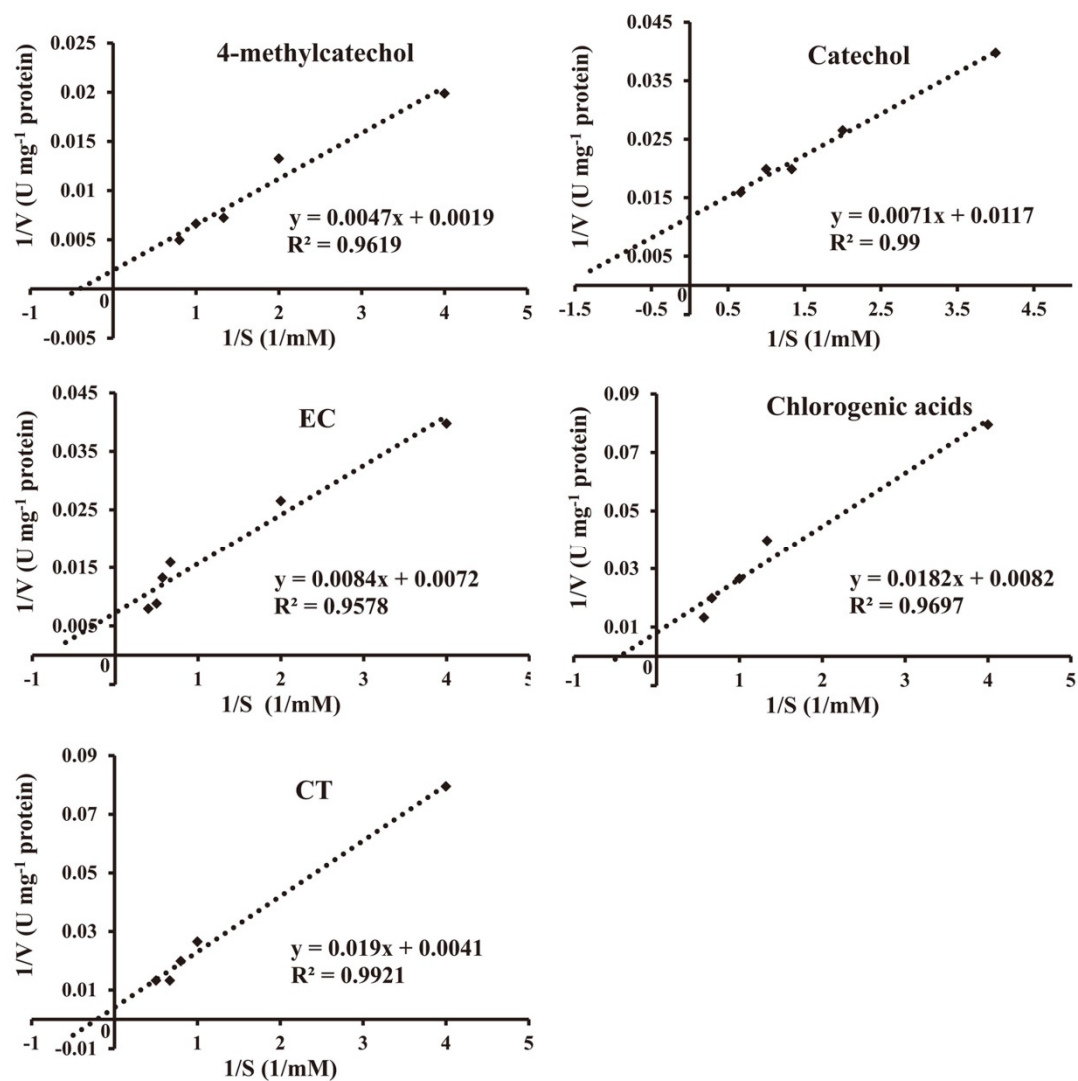 4-methylcatechol
1/V (U mg⁻¹ protein)
0.025
0.02
0.015
0.01
0.005
-0.005
y = 0.0047x + 0.0019
R² = 0.9619
-1 0 1 2 3 4 5
1/S (1/mM)
Catechol
1/V (U mg⁻¹ protein)
0.045
0.035
0.025
0.015
0.005
y = 0.0071x + 0.0117
R² = 0.99
-1.5 -0.5 0 0.5 1.5 2.5 3.5 4.5
1/S (1/mM)
EC
1/V (U mg⁻¹ protein)
0.045
0.035
0.025
0.015
0.005
y = 0.0084x + 0.0072
R² = 0.9578
-1 0 1 2 3 4 5
1/S (1/mM)
Chlorogenic acids
1/V (U mg⁻¹ protein)
0.09
0.07
0.05
0.03
0.01
y = 0.0182x + 0.0082
R² = 0.9697
-1 0 1 2 3 4 5
1/S (1/mM)
CT
1/V (U mg⁻¹ protein)
0.09
0.07
0.05
0.03
0.01
-0.01
y = 0.019x + 0.0041
R² = 0.9921
-1 0 1 2 3 4 5
1/S (1/mM)